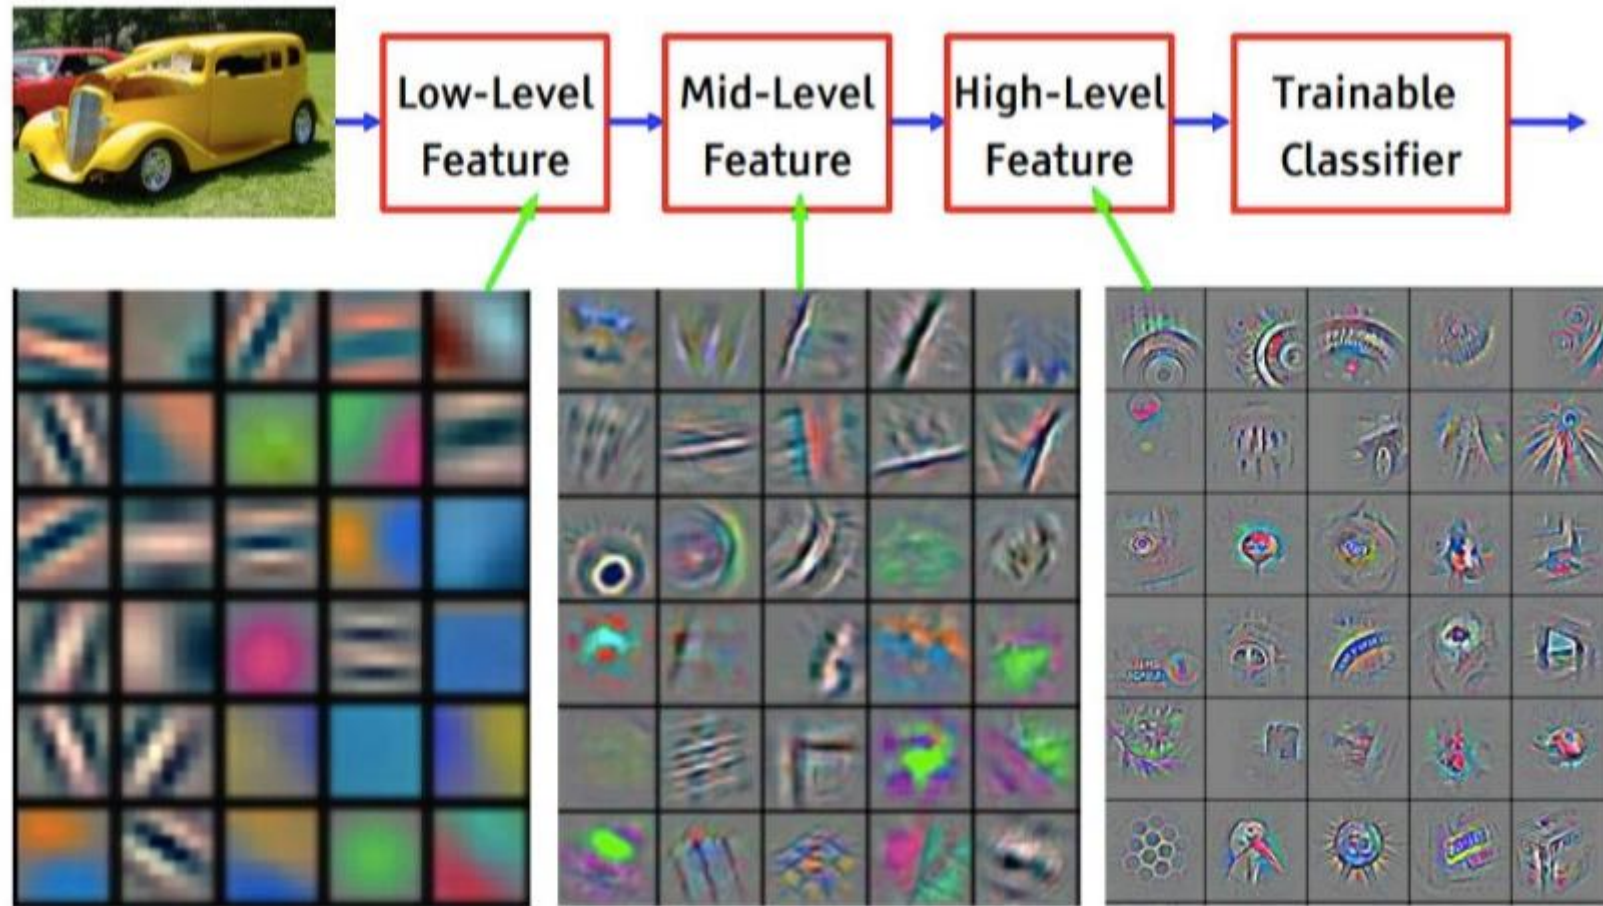 Low-Level
Feature
Mid-Level
Feature
High-Level
Feature
Trainable
Classifier